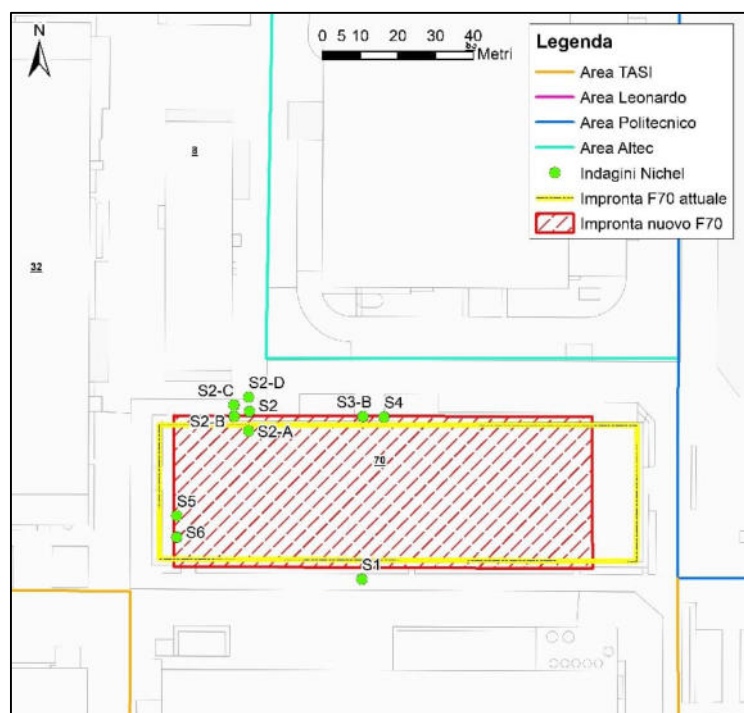 N
0 5 10 20 30 40
Metri
Legenda
Area TASI
Area Leonardo
Area Politecnico
Area Altec
Indagini Nichel
Impronta F70 attuale
Impronta nuovo F70
8
32
S2-D
S2-C
S2
S2-B
S2-A
S3-B
S4
70
S5
S6
S1